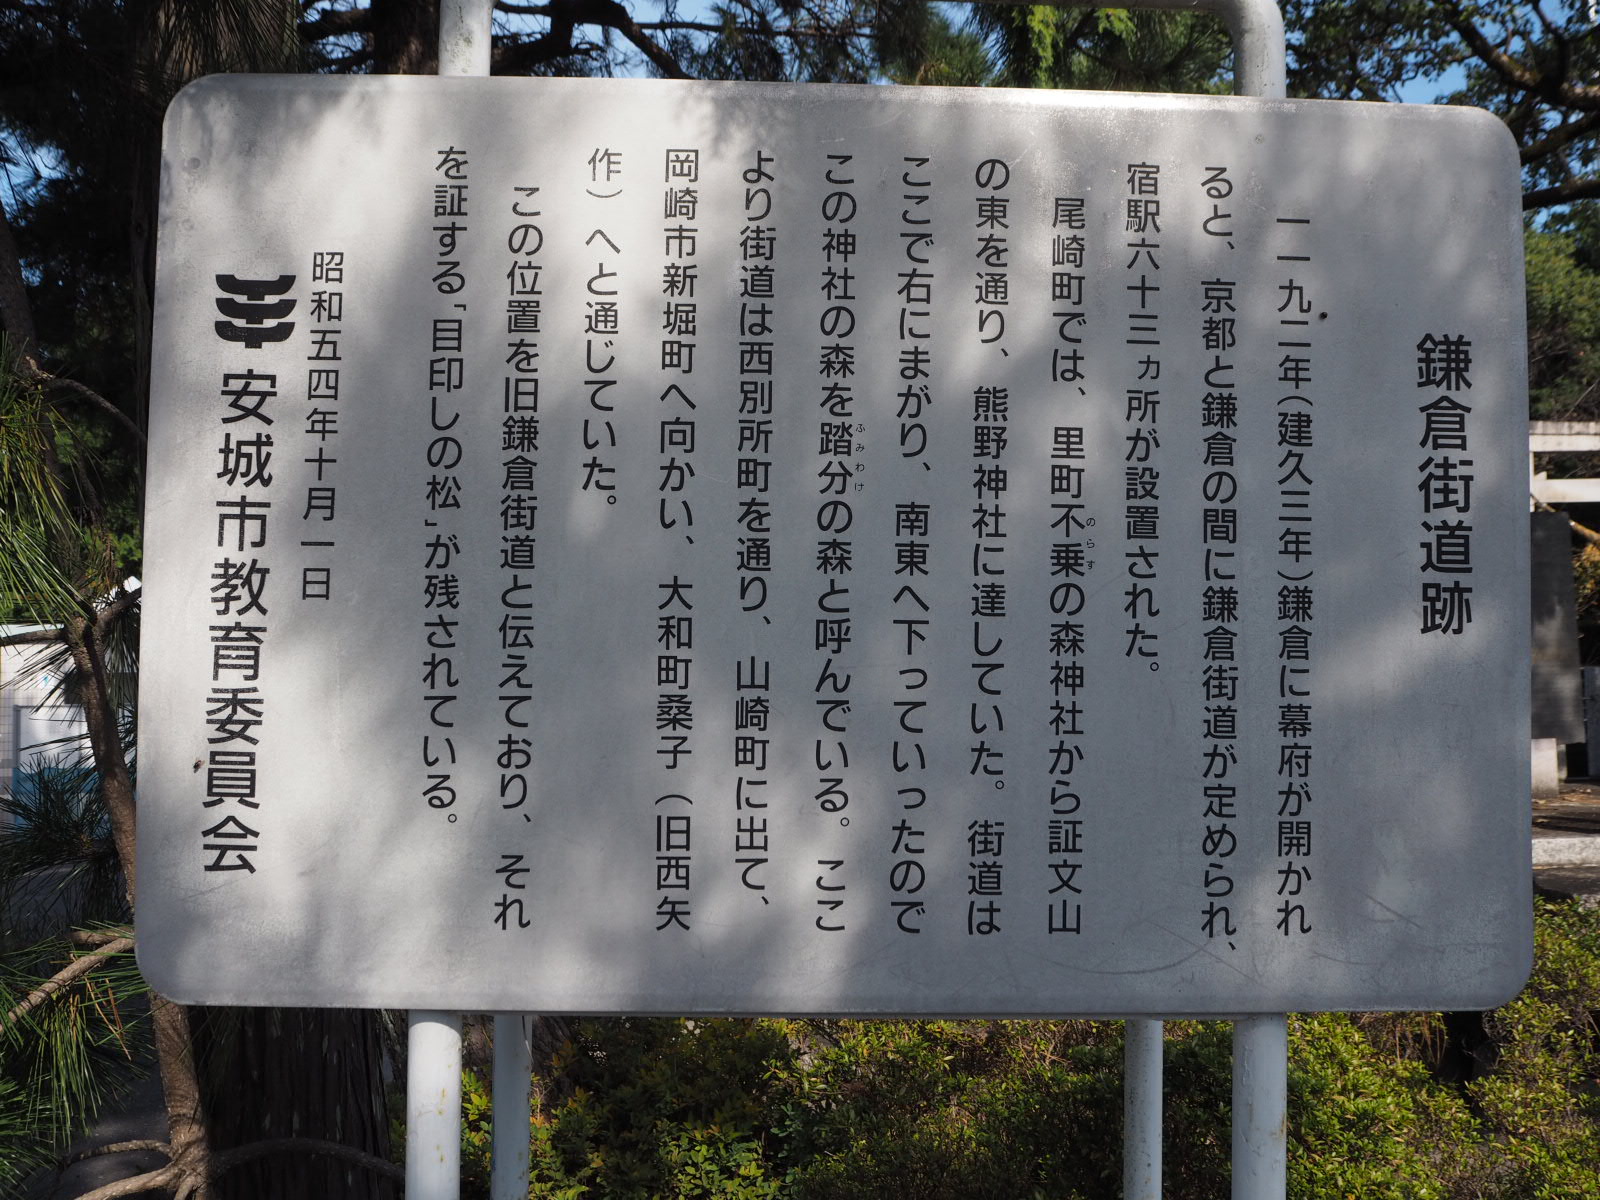 鎌倉街道跡
一一九二年(建久三年)鎌倉に幕府が開かれ
ると、京都と鎌倉の間に鎌倉街道が定められ、
宿駅六十三ヵ所が設置された。
尾崎町では、里町不乗の森神社から証文山
のらす
の東を通り、熊野神社に達していた。街道は
ここで右にまがり、南東へ下っていったので
この神社の森を踏分の森と呼んでいる。ここ
ふみわけ
より街道は西別所町を通り、山崎町に出て、
岡崎市新堀町へ向かい、大和町桑子(旧西矢
作)へと通じていた。
この位置を旧鎌倉街道と伝えており、それ
を証する「目印しの松」が残されている。
昭和五四年十月一日
安城市教育委員会